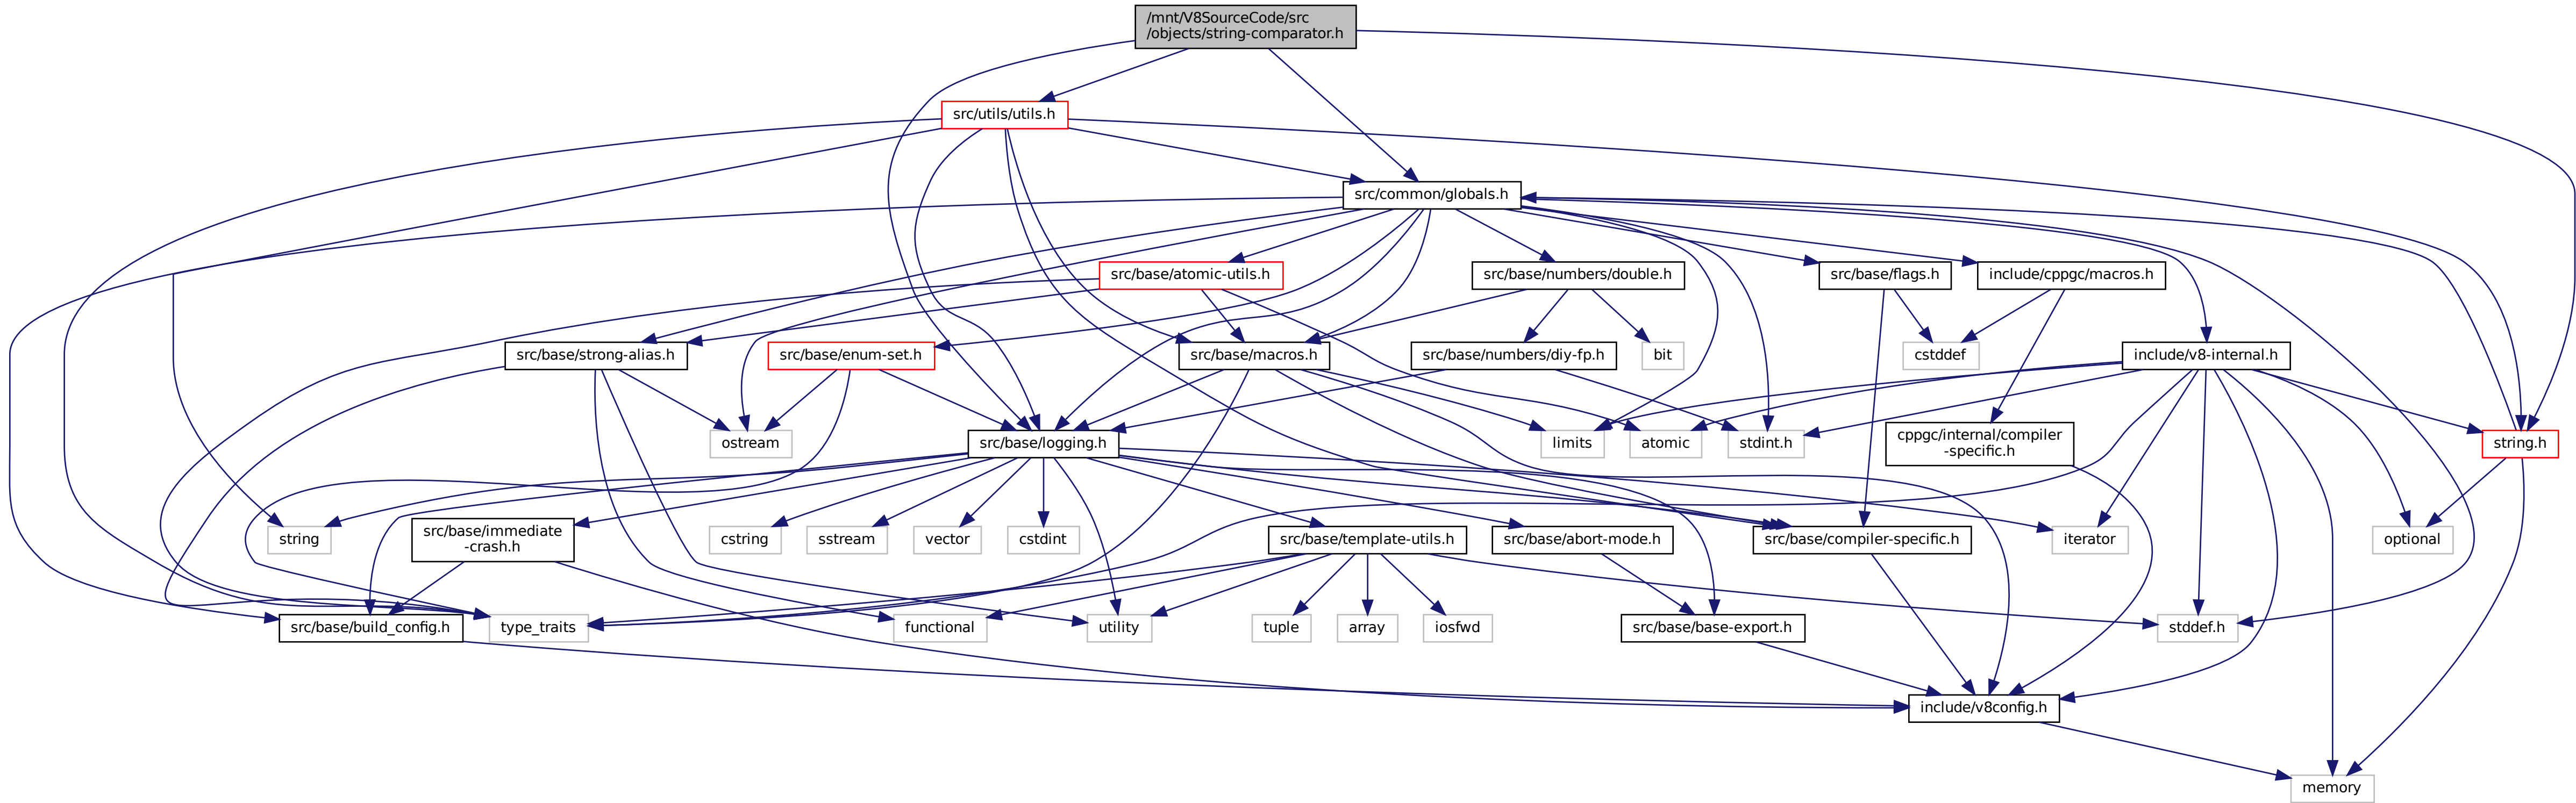 /mnt/V8SourceCode/src
/objects/string-comparator.h
src/utils/utils.h
src/common/globals.h
src/base/atomic-utils.h
src/base/numbers/double.h
src/base/flags.h
include/cppgc/macros.h
src/base/strong-alias.h
src/base/enum-set.h
src/base/macros.h
src/base/numbers/diy-fp.h
bit
cstddef
include/v8-internal.h
ostream
src/base/logging.h
limits
atomic
stdint.h
cppgc/internal/compiler
-specific.h
string.h
string
src/base/immediate
-crash.h
cstring
sstream
vector
cstdint
src/base/template-utils.h
src/base/abort-mode.h
src/base/compiler-specific.h
iterator
optional
src/base/build_config.h
type_traits
functional
utility
tuple
array
iosfwd
src/base/base-export.h
stddef.h
include/v8config.h
memory